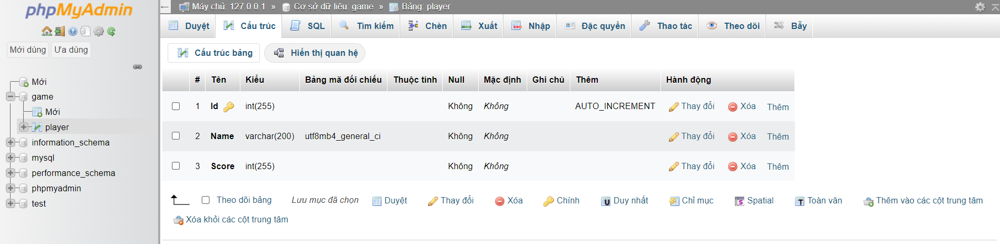 phpMyAdmin
Mới dùng Ưa dùng
Mới
game
Mới
player
information_schema
mysql
performance_schema
phpmyadmin
test
← Máy chủ: 127.0.0.1 » Cơ sở dữ liệu: game » Bảng: player
Duyệt Cấu trúc SQL Tìm kiếm Chèn Xuất Nhập Đặc quyền Thao tác Theo dõi Bẫy
Cấu trúc bảng Hiển thị quan hệ
# Tên Kiểu Bảng mã đối chiếu Thuộc tính Null Mặc định Ghi chú Thêm Hành động
1 Id int(255) Không Không AUTO_INCREMENT Thay đổi Xóa Thêm
2 Name varchar(200) utf8mb4_general_ci Không Không Thay đổi Xóa Thêm
3 Score int(255) Không Không Thay đổi Xóa Thêm
Theo dõi bảng Lưu mục đã chọn Duyệt Thay đổi Xóa Chính Duy nhất Chỉ mục Spatial Toàn văn Thêm vào các cột trung tâm
Xóa khỏi các cột trung tâm